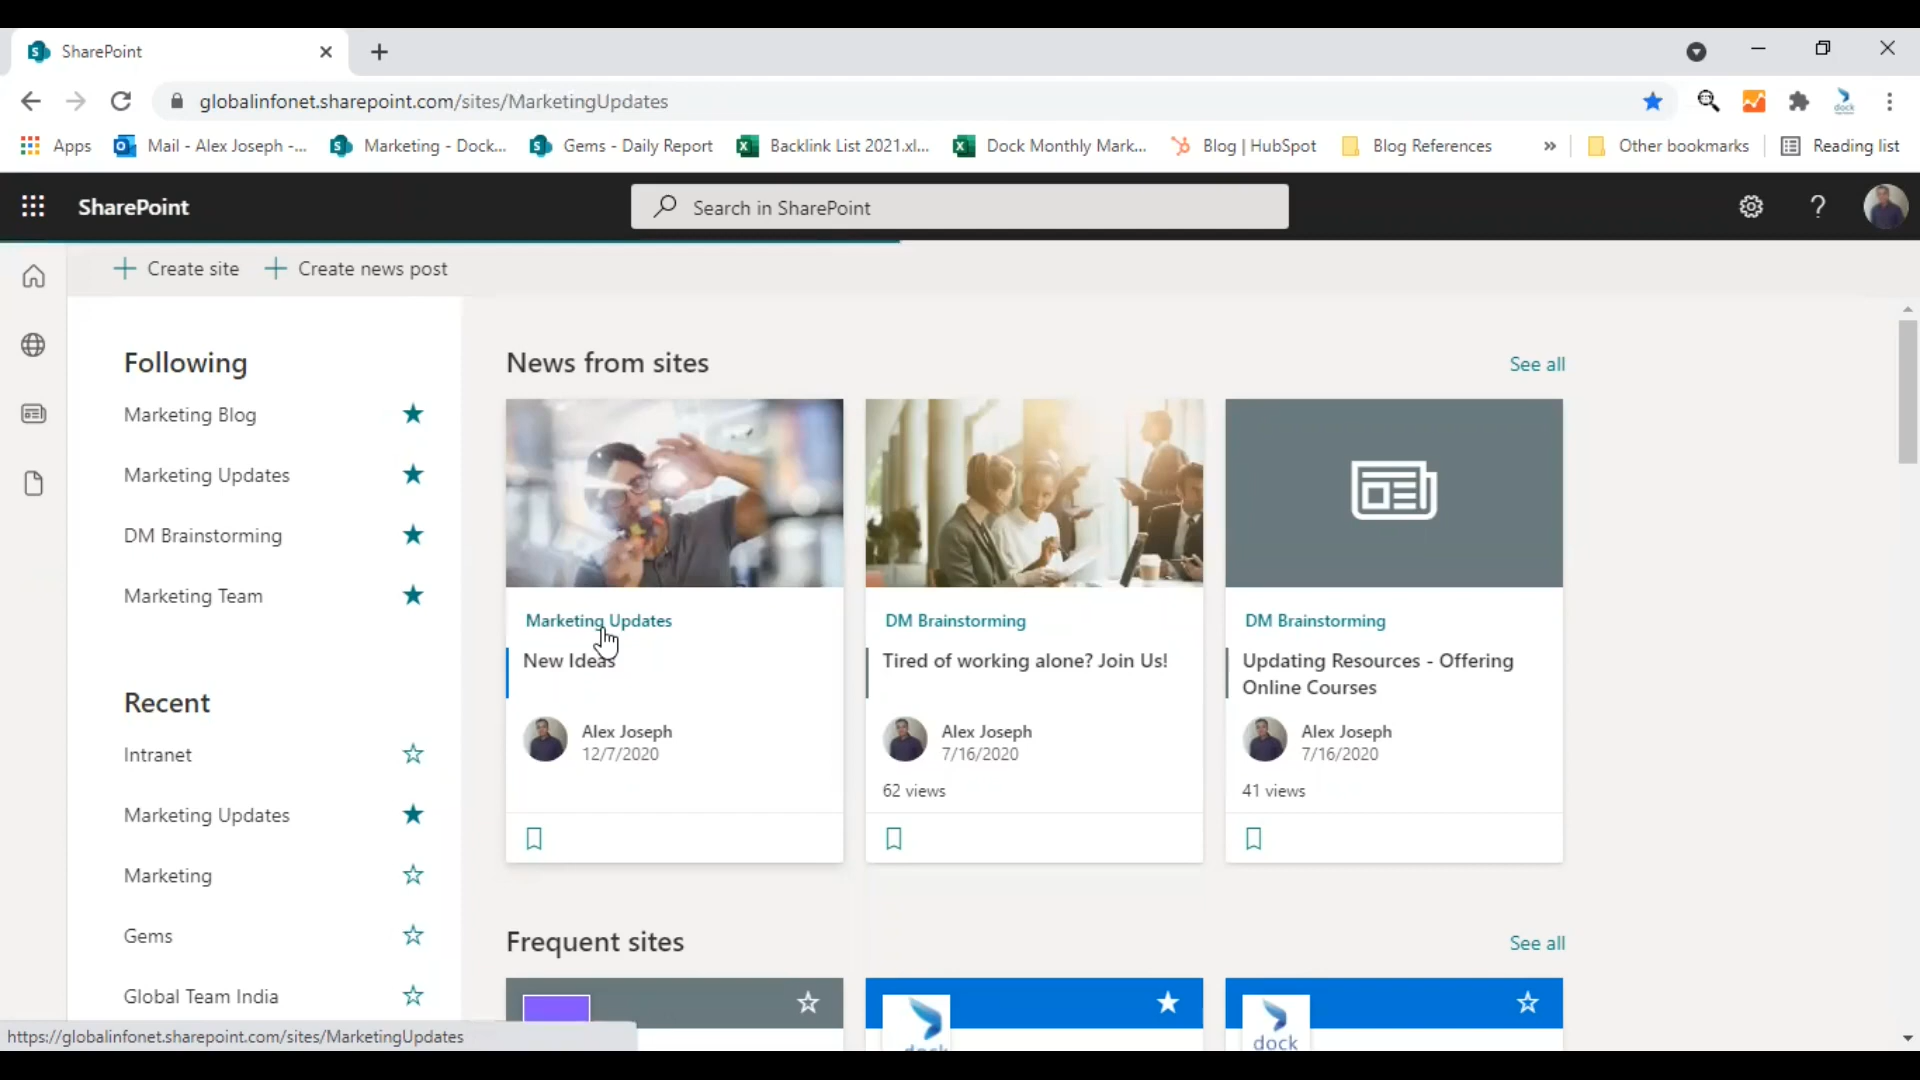 SharePoint
globalinfonet.sharepoint.com/sites/MarketingUpdates
Apps
Mail - Alex Joseph -...
Marketing - Dock...
Gems - Daily Report
Backlink List 2021.xl...
Dock Monthly Mark...
Blog | HubSpot
Blog References
»
Other bookmarks
Reading list
SharePoint
Search in SharePoint
Create site
Create news post
Following
Marketing Blog
Marketing Updates
DM Brainstorming
Marketing Team
Recent
Intranet
Marketing Updates
Marketing
Gems
Global Team India
News from sites
See all
Marketing Updates
New Ideas
Alex Joseph
12/7/2020
DM Brainstorming
Tired of working alone? Join Us!
Alex Joseph
7/16/2020
62 views
DM Brainstorming
Updating Resources - Offering
Online Courses
Alex Joseph
7/16/2020
41 views
Frequent sites
See all
dock
dock
https://globalinfonet.sharepoint.com/sites/MarketingUpdates